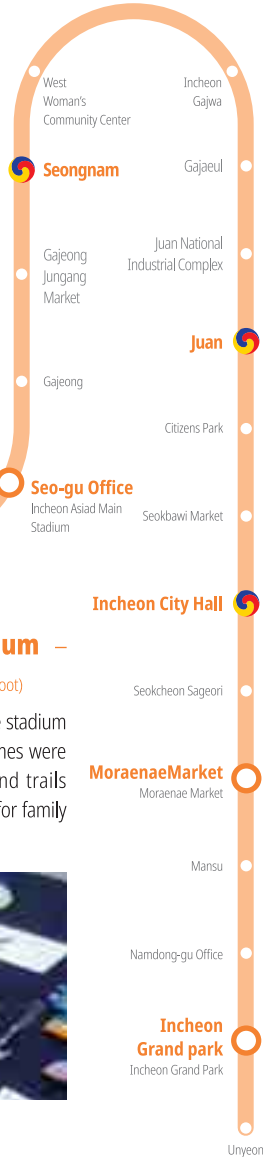 West
Woman's
Community Center
Seongnam
Gajeong
Jungang
Market
Gajeong
Seo-gu Office
Incheon Asiad Main
Stadium
um –
oot)
stadium
nes were
nd trails
for family
Incheon
Gajwa
Gajaeul
Juan National
Industrial Complex
Juan
Citizens Park
Seokbawi Market
Incheon City Hall
Seokcheon Sageori
MoraenaeMarket
Moraenae Market
Mansu
Namdong-gu Office
Incheon
Grand park
Incheon Grand Park
Unyeon